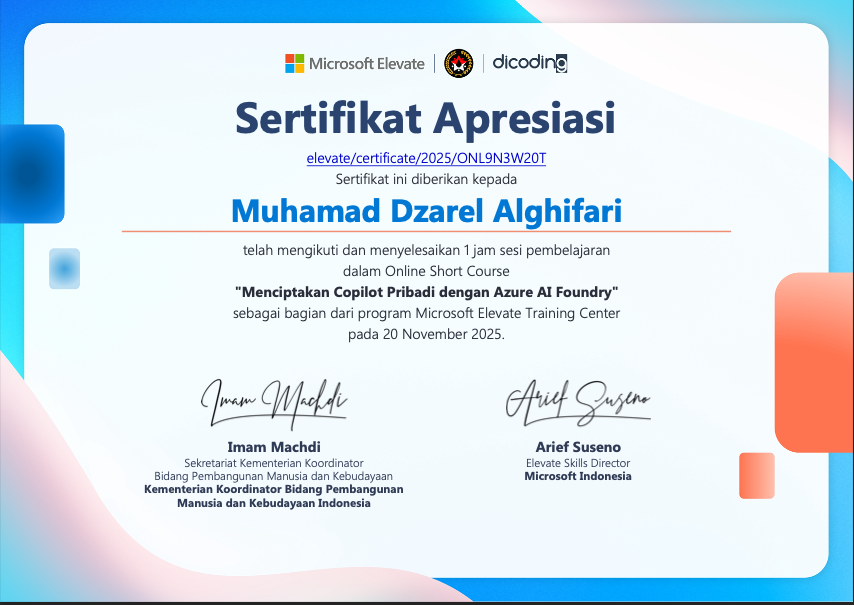 Microsoft Elevate
dicoding
Sertifikat Apresiasi
elevate/certificate/2025/ONL9N3W20T
Sertifikat ini diberikan kepada
Muhamad Dzarel Alghifari
telah mengikuti dan menyelesaikan 1 jam sesi pembelajaran
dalam Online Short Course
"Menciptakan Copilot Pribadi dengan Azure AI Foundry"
sebagai bagian dari program Microsoft Elevate Training Center
pada 20 November 2025.
Imam Machdi
Arief Suseno
Imam Machdi
Sekretariat Kementerian Koordinator
Bidang Pembangunan Manusia dan Kebudayaan
Kementerian Koordinator Bidang Pembangunan
Manusia dan Kebudayaan Indonesia
Arief Suseno
Elevate Skills Director
Microsoft Indonesia